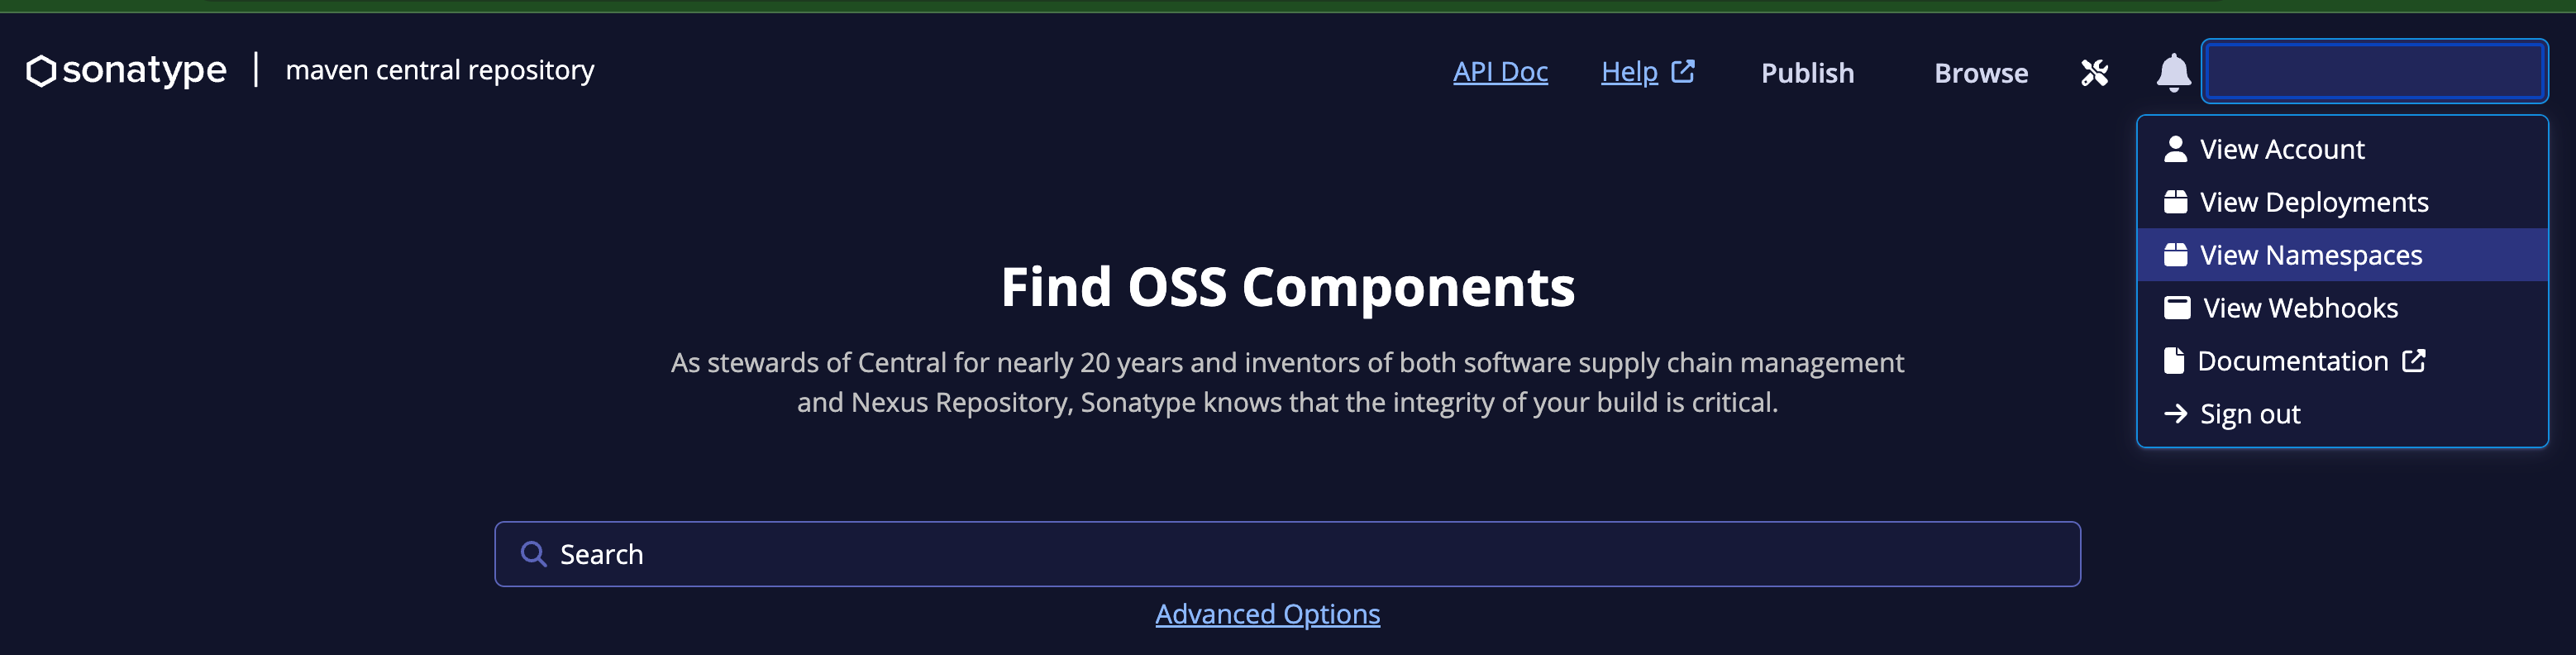 sonatype | maven central repository
API Doc
Help
Publish
Browse
View Account
View Deployments
View Namespaces
View Webhooks
Documentation
Sign out
Find OSS Components
As stewards of Central for nearly 20 years and inventors of both software supply chain management
and Nexus Repository, Sonatype knows that the integrity of your build is critical.
Search
Advanced Options